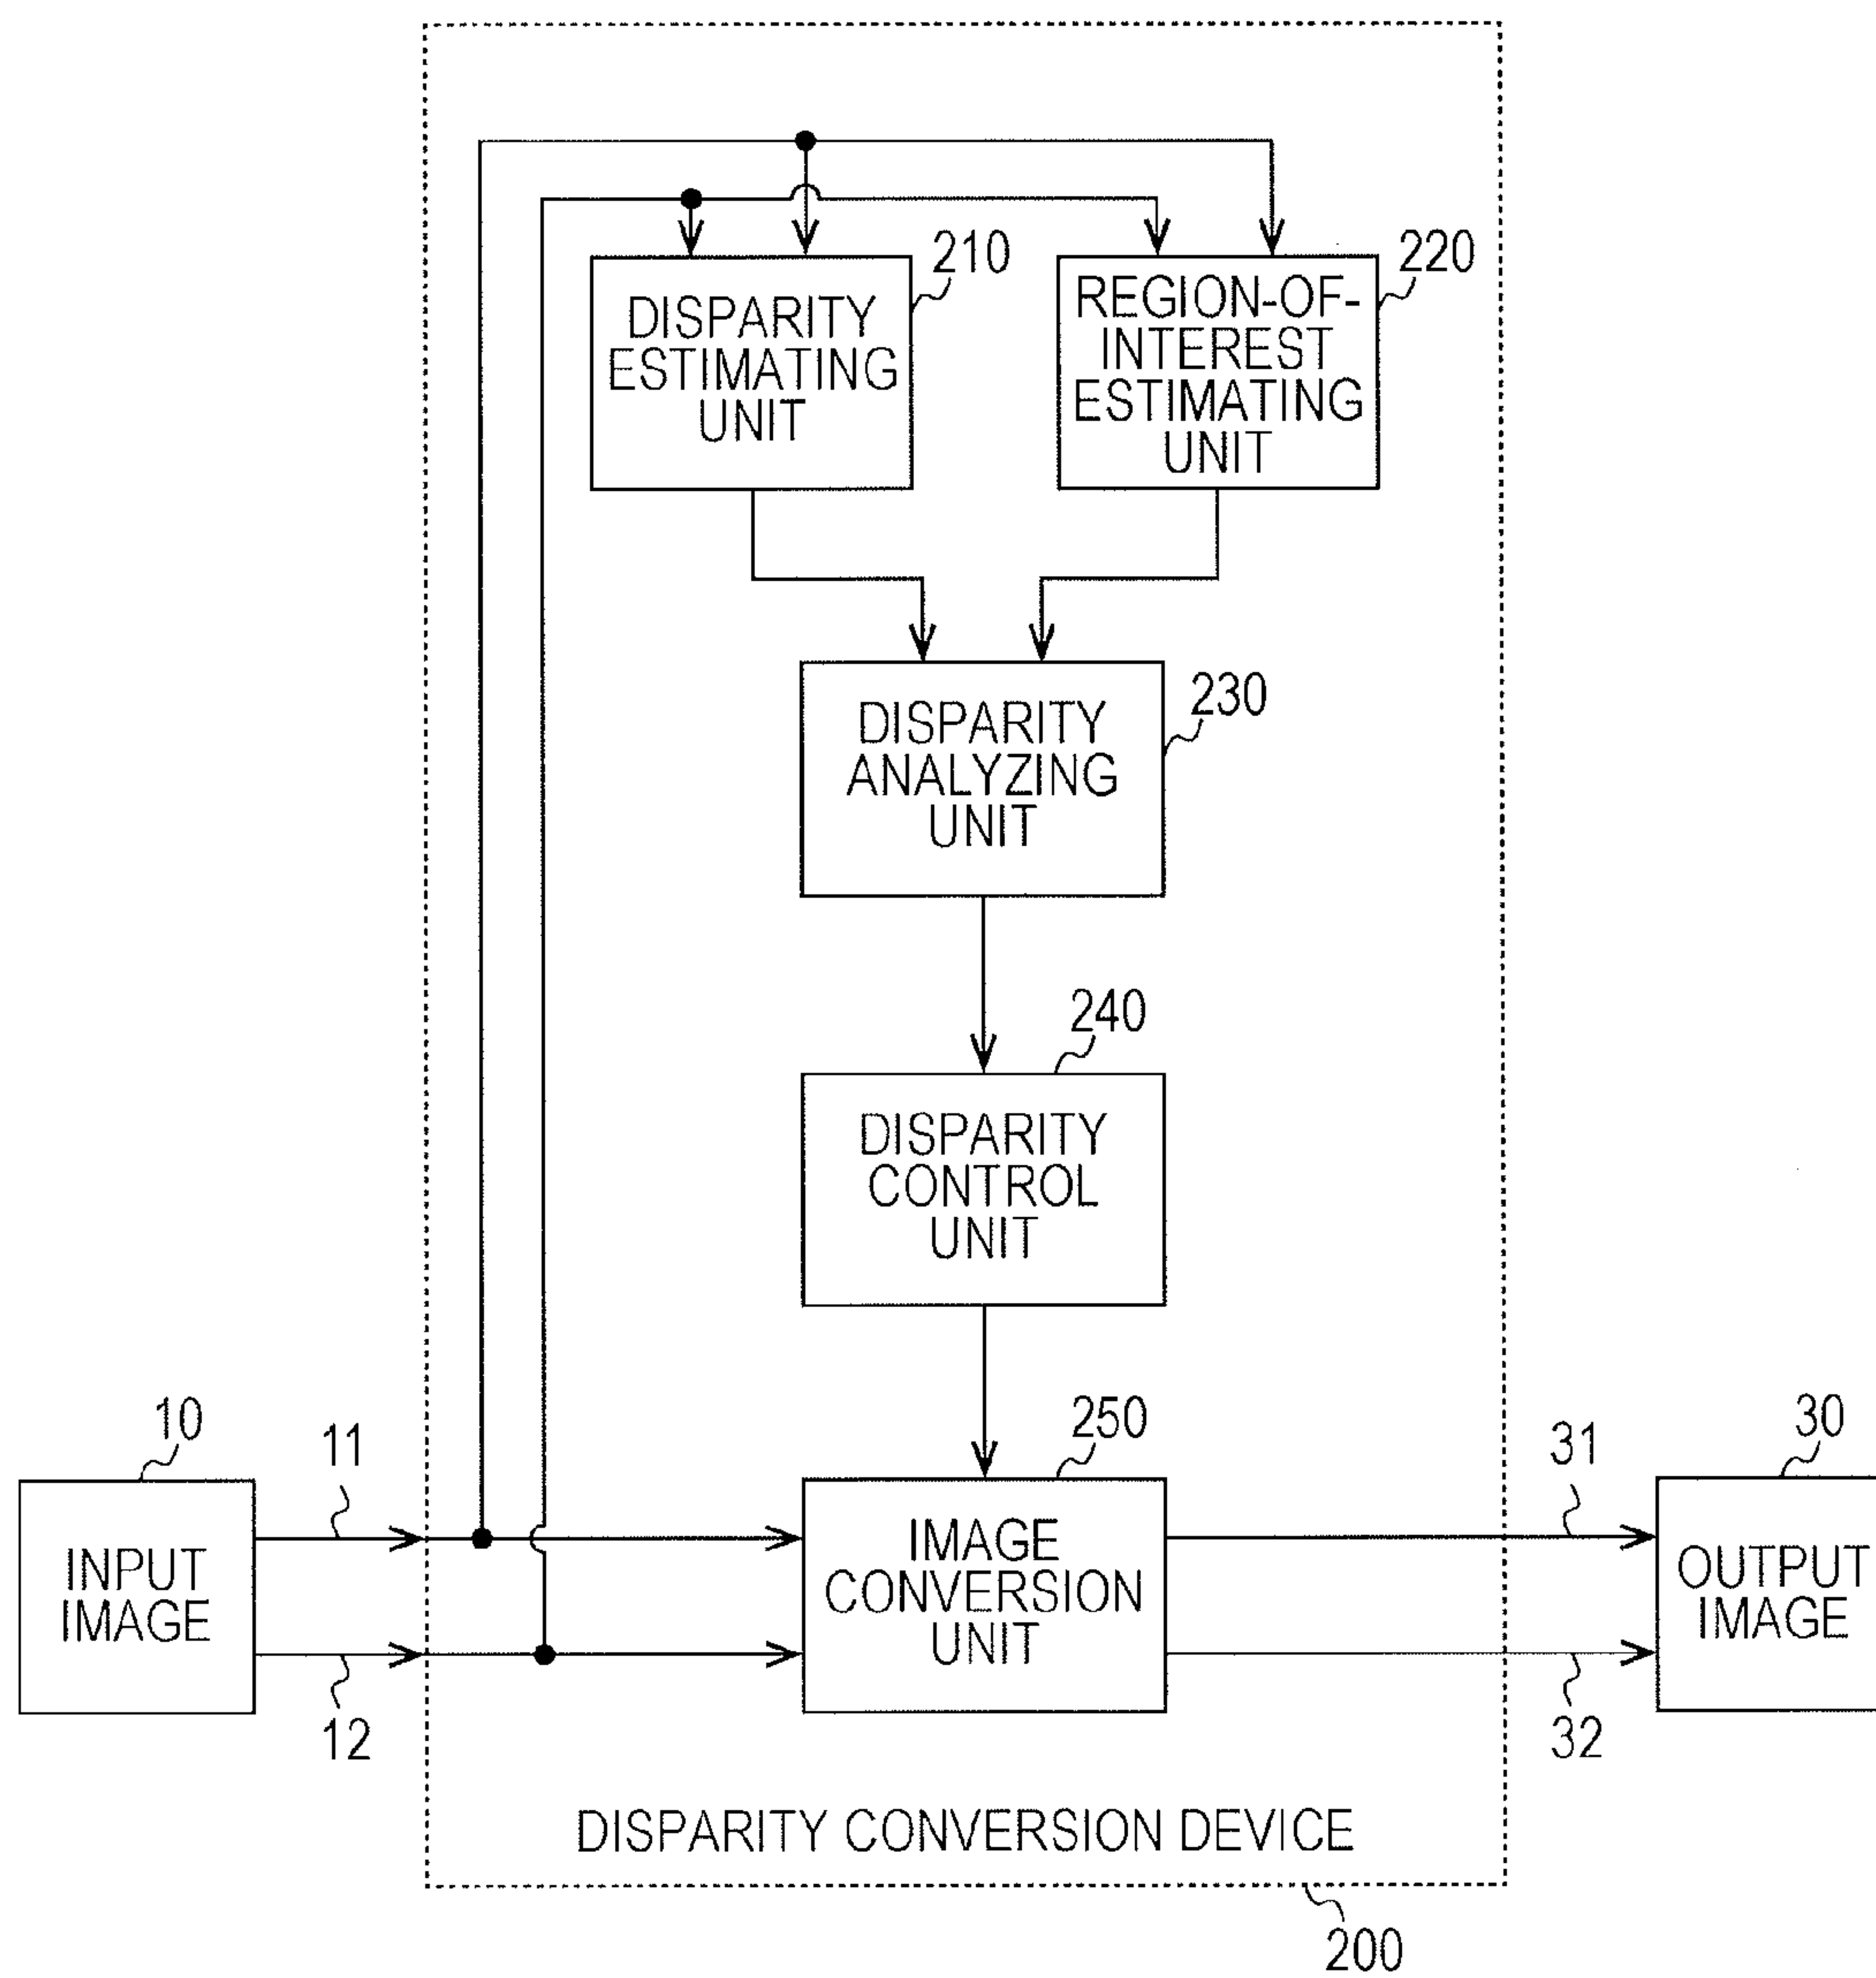 210
220
DISPARITY
ESTIMATING
UNIT
REGION-OF-
INTEREST
ESTIMATING
UNIT
230
DISPARITY
ANALYZING
UNIT
240
DISPARITY
CONTROL
UNIT
10
11
250
31
30
INPUT
IMAGE
IMAGE
CONVERSION
UNIT
OUTPUT
IMAGE
12
32
DISPARITY CONVERSION DEVICE
200